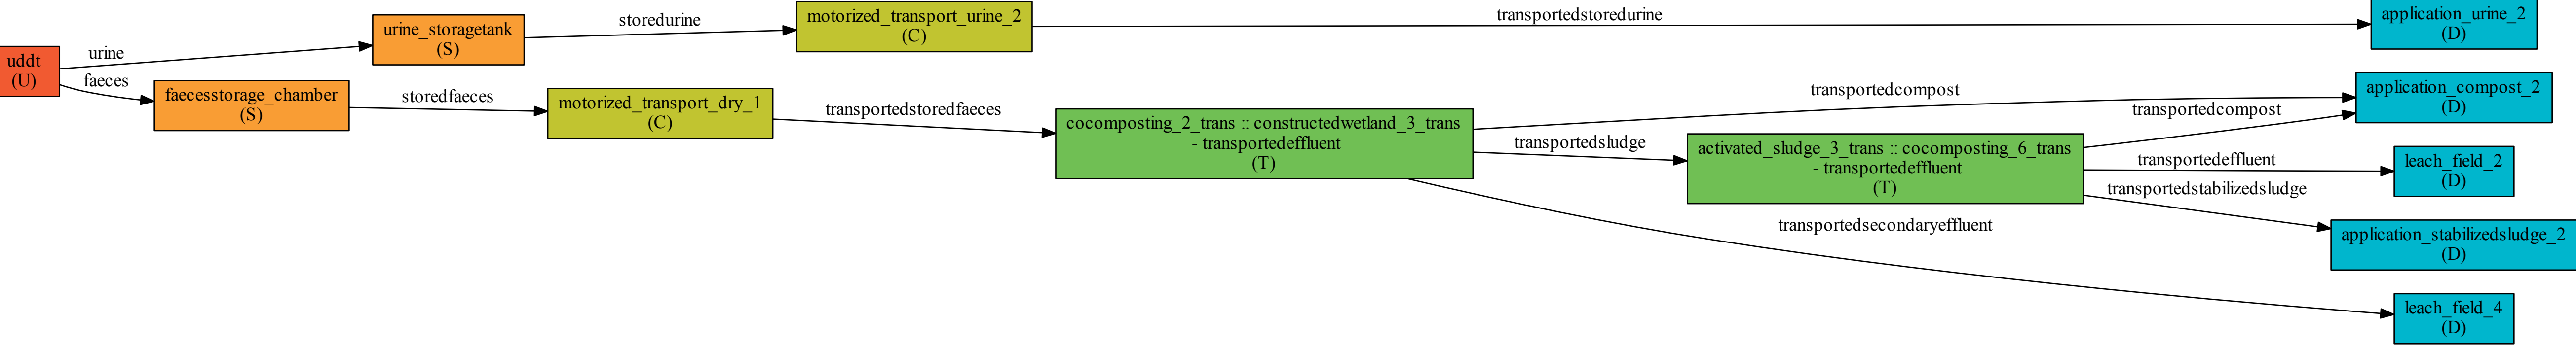 uddt
(U)
urine
faeces
urine_storagetank
(S)
faecesstorage_chamber
(S)
storedurine
storedfaeces
motorized_transport_urine_2
(C)
motorized_transport_dry_1
(C)
transportedstoredurine
transportedstoredfaeces
cocomposting_2_trans :: constructedwetland_3_trans
- transportedeffluent
(T)
transportedcompost
transportedsludge
transportedsecondaryeffluent
activated_sludge_3_trans :: cocomposting_6_trans
- transportedeffluent
(T)
transportedcompost
transportedeffluent
transportedstabilizedsludge
application_urine_2
(D)
application_compost_2
(D)
leach_field_2
(D)
application_stabilizedsludge_2
(D)
leach_field_4
(D)